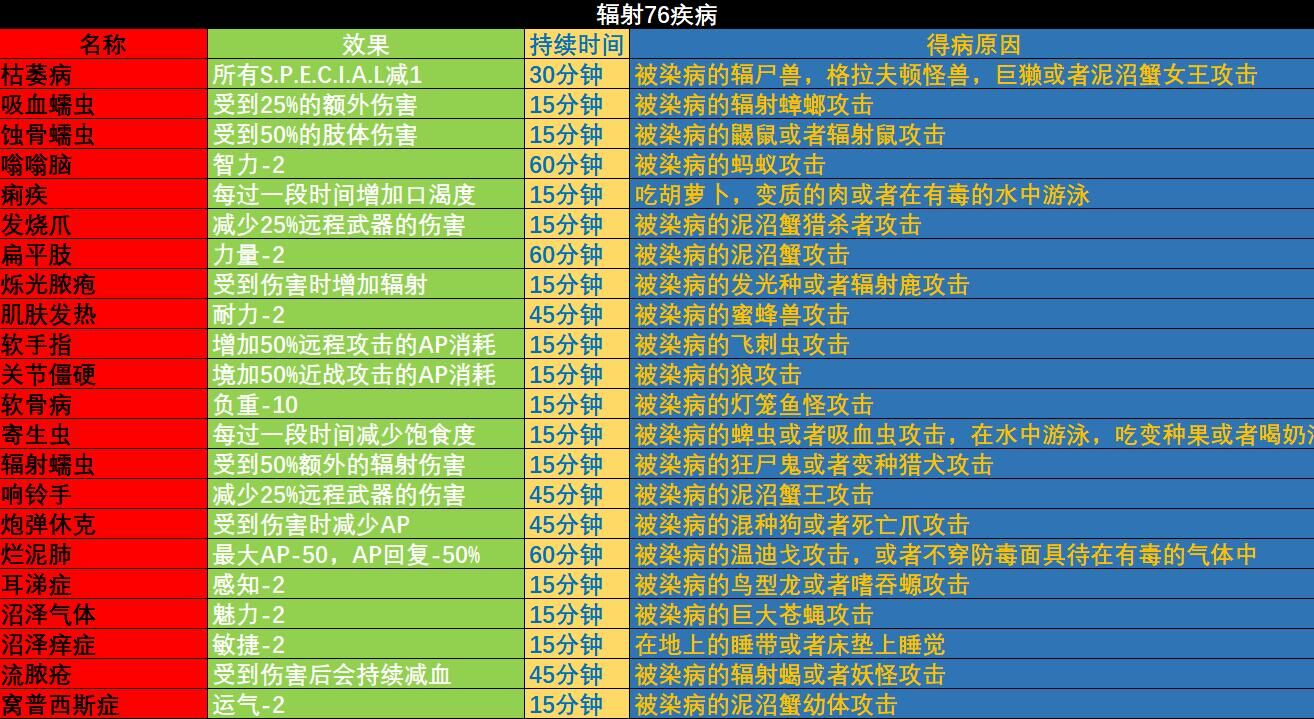 辐射76疾病
名称 效果 持续时间 得病原因
枯萎病 所有S.P.E.C.I.A.L减1 30分钟 被染病的辐尸兽，格拉夫顿怪兽，巨獭或者泥沼蟹女王攻击
吸血蠕虫 受到25%的额外伤害 15分钟 被染病的辐射蟑螂攻击
蚀骨蠕虫 受到50%的肢体伤害 15分钟 被染病的鼹鼠或者辐射鼠攻击
嗡嗡脑 智力-2 60分钟 被染病的蚂蚁攻击
痢疾 每过一段时间增加口渴度 15分钟 吃胡萝卜，变质的肉或者在有毒的水中游泳
发烧爪 减少25%远程武器的伤害 15分钟 被染病的泥沼蟹猎杀者攻击
扁平肢 力量-2 60分钟 被染病的泥沼蟹攻击
烁光脓疱 受到伤害时增加辐射 15分钟 被染病的发光种或者辐射鹿攻击
肌肤发热 耐力-2 45分钟 被染病的蜜蜂兽攻击
软手指 增加50%远程攻击的AP消耗 15分钟 被染病的飞刺虫攻击
关节僵硬 境加50%近战攻击的AP消耗 15分钟 被染病的狼攻击
软骨病 负重-10 15分钟 被染病的灯笼鱼怪攻击
寄生虫 每过一段时间减少饱食度 15分钟 被染病的蜱虫或者吸血虫攻击，在水中游泳，吃变种果或者喝奶
辐射蠕虫 受到50%额外的辐射伤害 15分钟 被染病的狂尸鬼或者变种猎犬攻击
响铃手 减少25%远程武器的伤害 45分钟 被染病的泥沼蟹王攻击
炮弹休克 受到伤害时减少AP 45分钟 被染病的混种狗或者死亡爪攻击
烂泥肺 最大AP-50，AP回复-50% 60分钟 被染病的温迪戈攻击，或者不穿防毒面具待在有毒的气体中
耳涕症 感知-2 15分钟 被染病的鸟型龙或者嗜吞螈攻击
沼泽气体 魅力-2 15分钟 被染病的巨大苍蝇攻击
沼泽痒症 敏捷-2 15分钟 在地上的睡带或者床垫上睡觉
流脓疮 受到伤害后会持续减血 45分钟 被染病的辐射蝎或者妖怪攻击
窝普西斯症 运气-2 15分钟 被染病的泥沼蟹幼体攻击